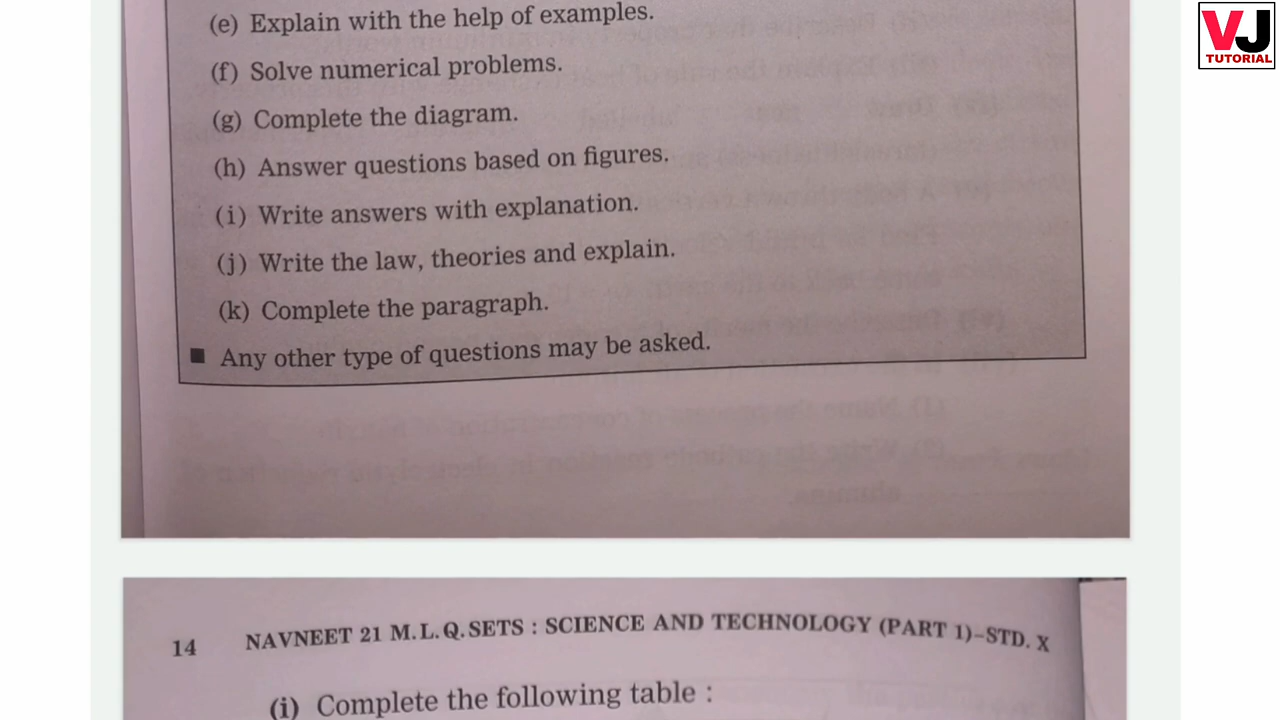 VJ
TUTORIAL
(e) Explain with the help of examples.
(f) Solve numerical problems.
(g) Complete the diagram.
(h) Answer questions based on figures.
(i) Write answers with explanation.
(j) Write the law, theories and explain.
(k) Complete the paragraph.
■ Any other type of questions may be asked.
14 NAVNEET 21 M.L.Q.SETS : SCIENCE AND TECHNOLOGY (PART 1)–STD. X
(i) Complete the following table :